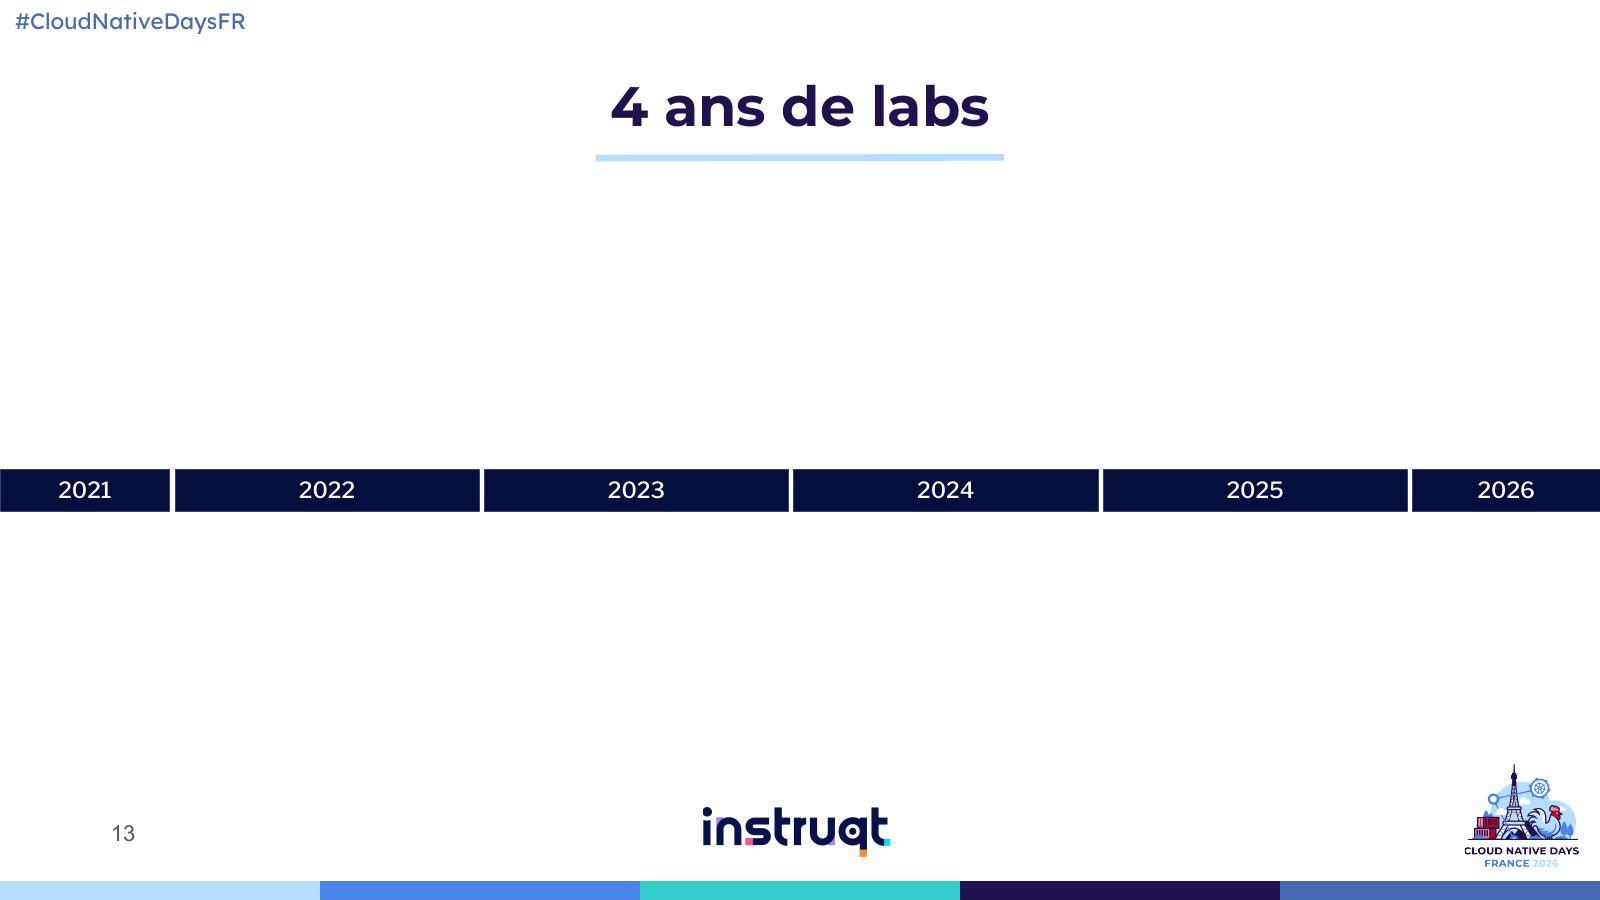 #CloudNativeDaysFR
4 ans de labs
2021 2022 2023 2024 2025 2026
instruqt
13
CLOUD NATIVE DAYS
FRANCE 2026